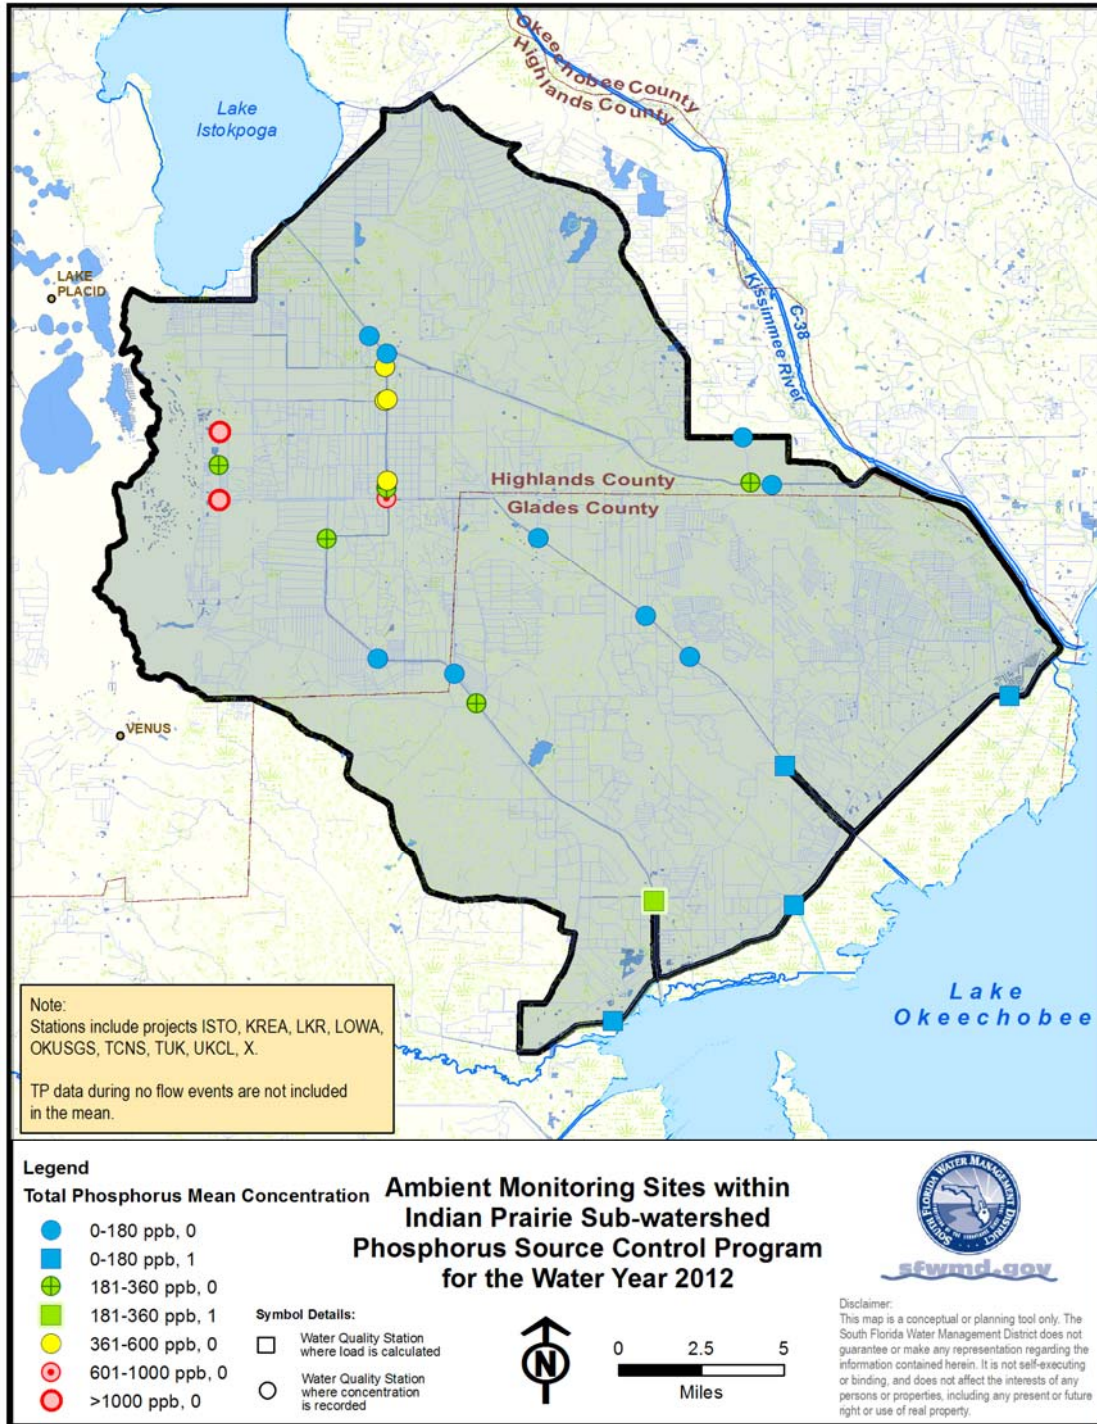 Okeechobee County
Highlands County
Lake
Istokpoga
LAKE
PLACID
C-38
Kissimmee River
Highlands County
Glades County
VENUS
Lake
Okeechobee
Note:
Stations include projects ISTO, KREA, LKR, LOWA,
OKUSGS, TCNS, TUK, UKCL, X.
TP data during no flow events are not included
in the mean.
Legend
Total Phosphorus Mean Concentration
0-180 ppb, 0
0-180 ppb, 1
181-360 ppb, 0
181-360 ppb, 1
361-600 ppb, 0
601-1000 ppb, 0
>1000 ppb, 0
Symbol Details:
Water Quality Station
where load is calculated
Water Quality Station
where concentration
is recorded
Ambient Monitoring Sites within
Indian Prairie Sub-watershed
Phosphorus Source Control Program
for the Water Year 2012
N
0 2.5 5
Miles
SOUTH FLORIDA WATER MANAGEMENT DISTRICT
sfwmd.gov
Disclaimer:
This map is a conceptual or planning tool only. The
South Florida Water Management District does not
guarantee or make any representation regarding the
information contained herein. It is not self-executing
or binding, and does not affect the interests of any
persons or properties, including any present or future
right or use of real property.